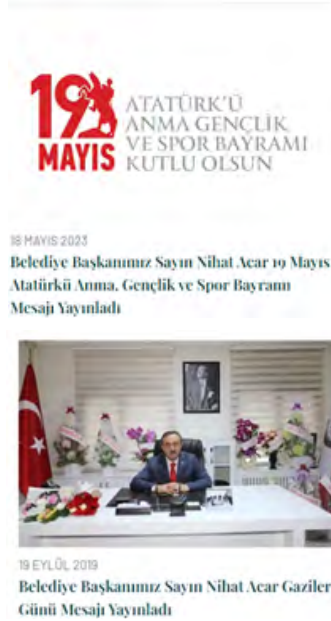 19
MAYIS
ATATÜRK'Ü
ANMA GENÇLİK
VE SPOR BAYRAMI
KUTLU OLSUN
18 MAYIS 2023
Belediye Başkanımız Sayın Nihat Acar 19 Mayıs
Atatürkü Anma, Gençlik ve Spor Bayramı
Mesajı Yayınladı
19 EYLÜL 2019
Belediye Başkanımız Sayın Nihat Acar Gaziler
Günü Mesajı Yayınladı